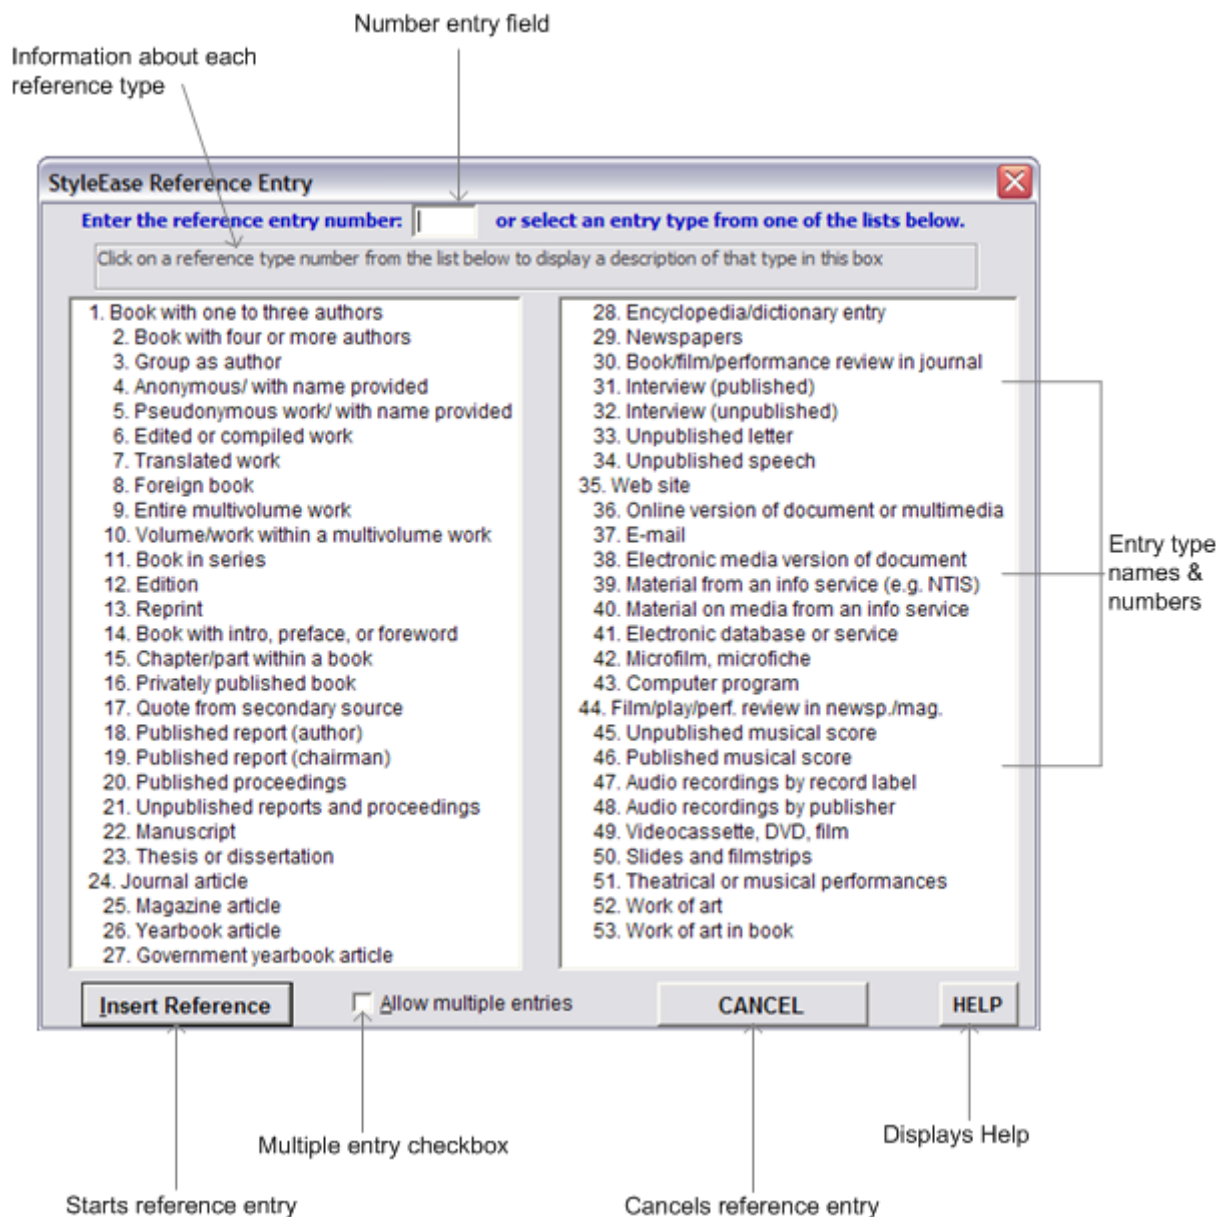 Number entry field
Information about each
reference type
StyleEase Reference Entry
Enter the reference entry number: or select an entry type from one of the lists below.
Click on a reference type number from the list below to display a description of that type in this box
1. Book with one to three authors
2. Book with four or more authors
3. Group as author
4. Anonymous/ with name provided
5. Pseudonymous work/ with name provided
6. Edited or compiled work
7. Translated work
8. Foreign book
9. Entire multivolume work
10. Volume/work within a multivolume work
11. Book in series
12. Edition
13. Reprint
14. Book with intro, preface, or foreword
15. Chapter/part within a book
16. Privately published book
17. Quote from secondary source
18. Published report (author)
19. Published report (chairman)
20. Published proceedings
21. Unpublished reports and proceedings
22. Manuscript
23. Thesis or dissertation
24. Journal article
25. Magazine article
26. Yearbook article
27. Government yearbook article
28. Encyclopedia/dictionary entry
29. Newspapers
30. Book/film/performance review in journal
31. Interview (published)
32. Interview (unpublished)
33. Unpublished letter
34. Unpublished speech
35. Web site
36. Online version of document or multimedia
37. E-mail
38. Electronic media version of document
39. Material from an info service (e.g. NTIS)
40. Material on media from an info service
41. Electronic database or service
42. Microfilm, microfiche
43. Computer program
44. Film/play/perf. review in newsp./mag.
45. Unpublished musical score
46. Published musical score
47. Audio recordings by record label
48. Audio recordings by publisher
49. Videocassette, DVD, film
50. Slides and filmstrips
51. Theatrical or musical performances
52. Work of art
53. Work of art in book
Entry type
names &
numbers
Insert Reference
Allow multiple entries
CANCEL
HELP
Multiple entry checkbox
Displays Help
Starts reference entry
Cancels reference entry